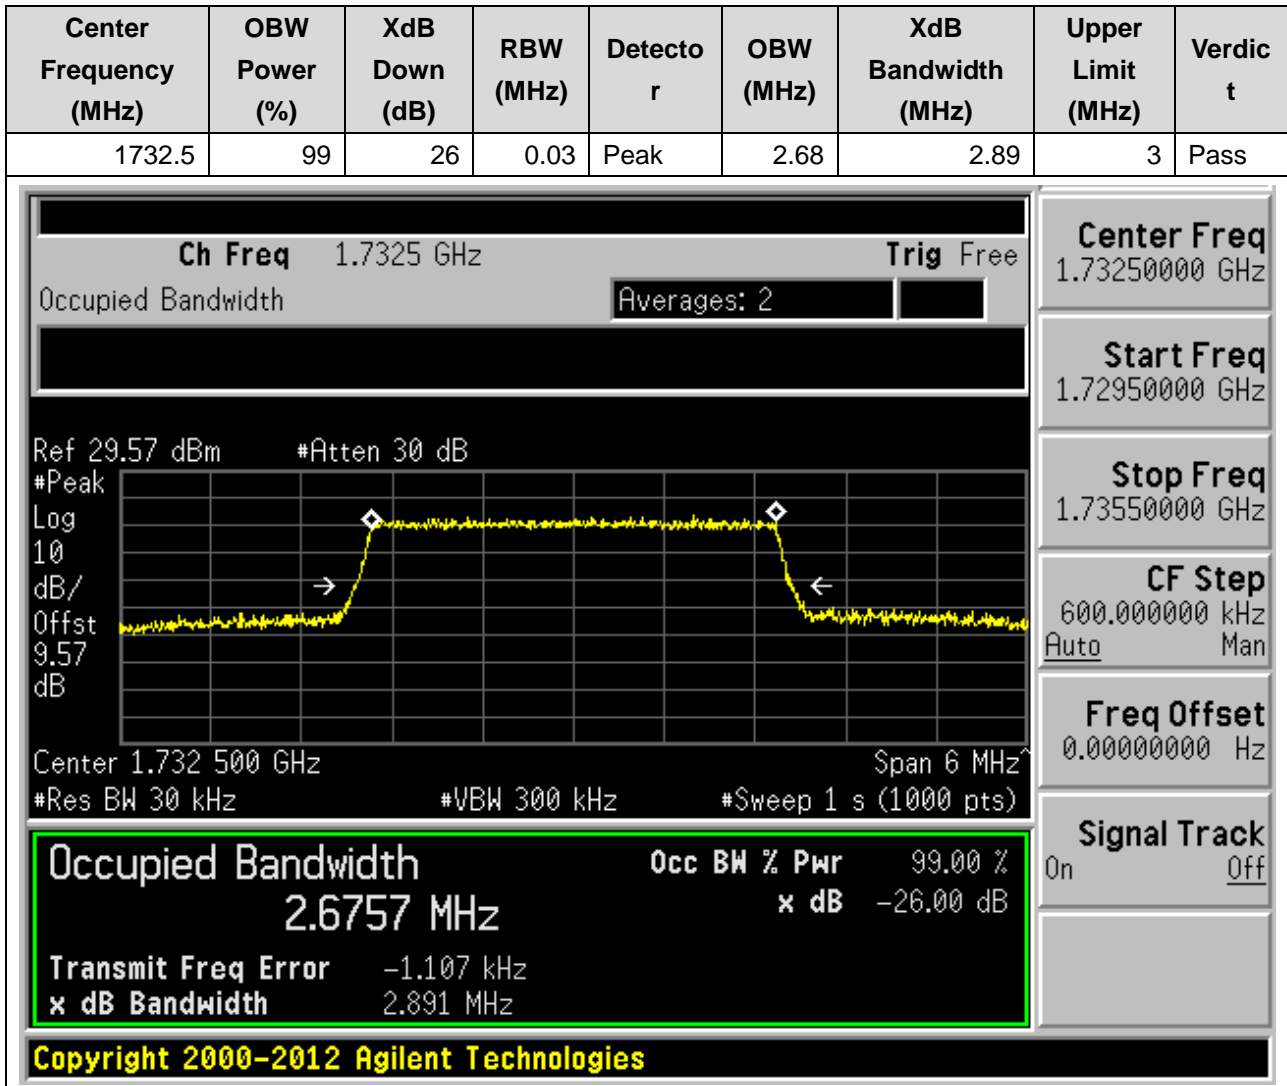 Center Frequency (MHz) OBW Power (%) XdB Down (dB) RBW (MHz) Detecto r OBW (MHz) XdB Bandwidth (MHz) Upper Limit (MHz) Verdic t
1732.5 99 26 0.03 Peak 2.68 2.89 3 Pass
Ch Freq 1.7325 GHz Trig Free
Occupied Bandwidth Averages: 2
Ref 29.57 dBm #Atten 30 dB
#Peak
Log
10
dB/
Offst
9.57
dB
Center 1.732 500 GHz Span 6 MHz^
#Res BW 30 kHz #VBW 300 kHz #Sweep 1 s (1000 pts)
Occupied Bandwidth Occ BW % Pwr 99.00 %
2.6757 MHz x dB -26.00 dB
Transmit Freq Error -1.107 kHz
x dB Bandwidth 2.891 MHz
Copyright 2000-2012 Agilent Technologies
Center Freq
1.73250000 GHz
Start Freq
1.72950000 GHz
Stop Freq
1.73550000 GHz
CF Step
600.000000 kHz
Auto Man
Freq Offset
0.00000000 Hz
Signal Track
On Off